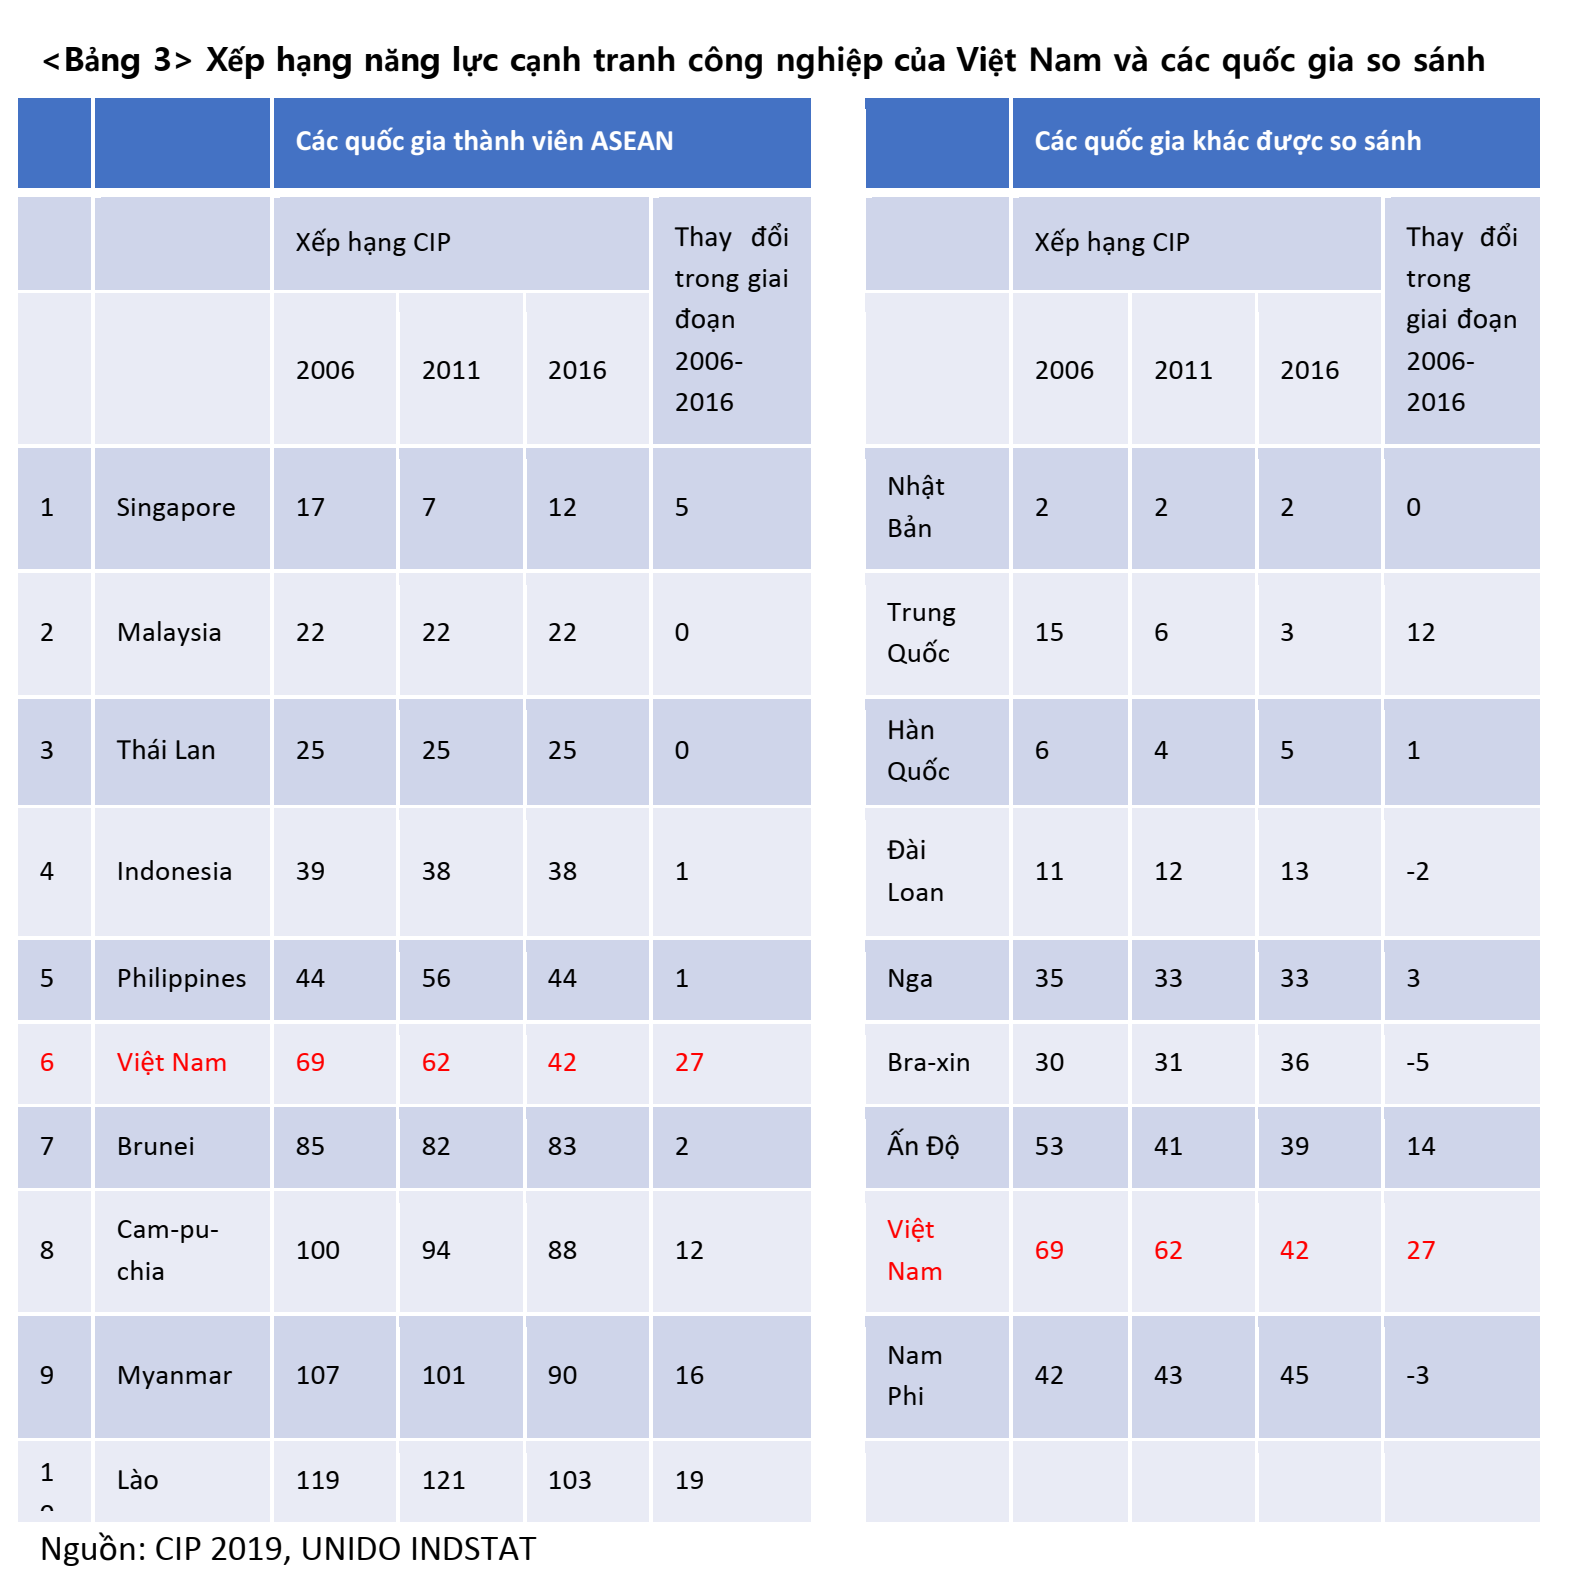 <Bảng 3> Xếp hạng năng lực cạnh tranh công nghiệp của Việt Nam và các quốc gia so sánh
Các quốc gia thành viên ASEAN
Xếp hạng CIP
Thay đổi
trong giai
đoạn
2006-
2016
2006 2011 2016
1 Singapore 17 7 12 5
2 Malaysia 22 22 22 0
3 Thái Lan 25 25 25 0
4 Indonesia 39 38 38 1
5 Philippines 44 56 44 1
6 Việt Nam 69 62 42 27
7 Brunei 85 82 83 2
Cam-pu-
8 100 94 88 12
chia
9 Myanmar 107 101 90 16
1
Lào 119 121 103 19
Các quốc gia khác được so sánh
Xếp hạng CIP
Thay đổi
trong
giai đoạn
2006-
2016
2006 2011 2016
Nhật
Bản
2 2 2 0
Trung
Quốc
15 6 3 12
Hàn
Quốc
6 4 5 1
Đài
Loan
11 12 13 -2
Nga 35 33 33 3
Bra-xin 30 31 36 -5
Ấn Độ 53 41 39 14
Việt
Nam
69 62 42 27
Nam
Phi
42 43 45 -3
Nguồn: CIP 2019, UNIDO INDSTAT